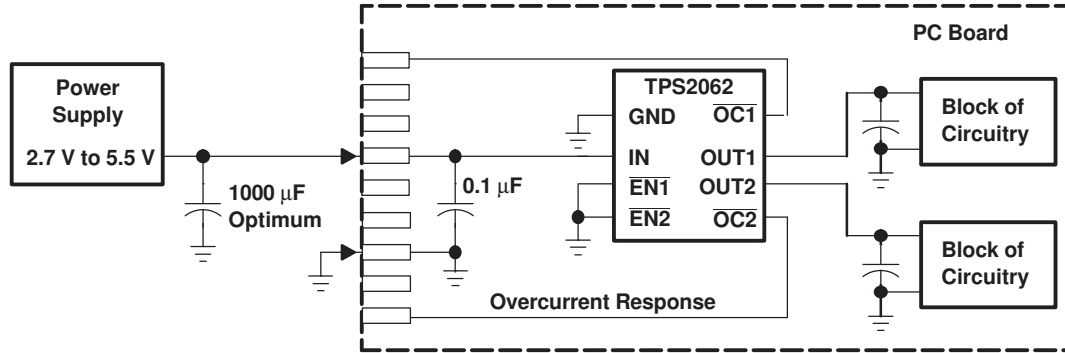 PC Board
Power
Supply
2.7 V to 5.5 V
1000 μF
Optimum
0.1 μF
TPS2062
GND
OC1
IN
OUT1
EN1
OUT2
EN2
OC2
Block of
Circuitry
Block of
Circuitry
Overcurrent Response